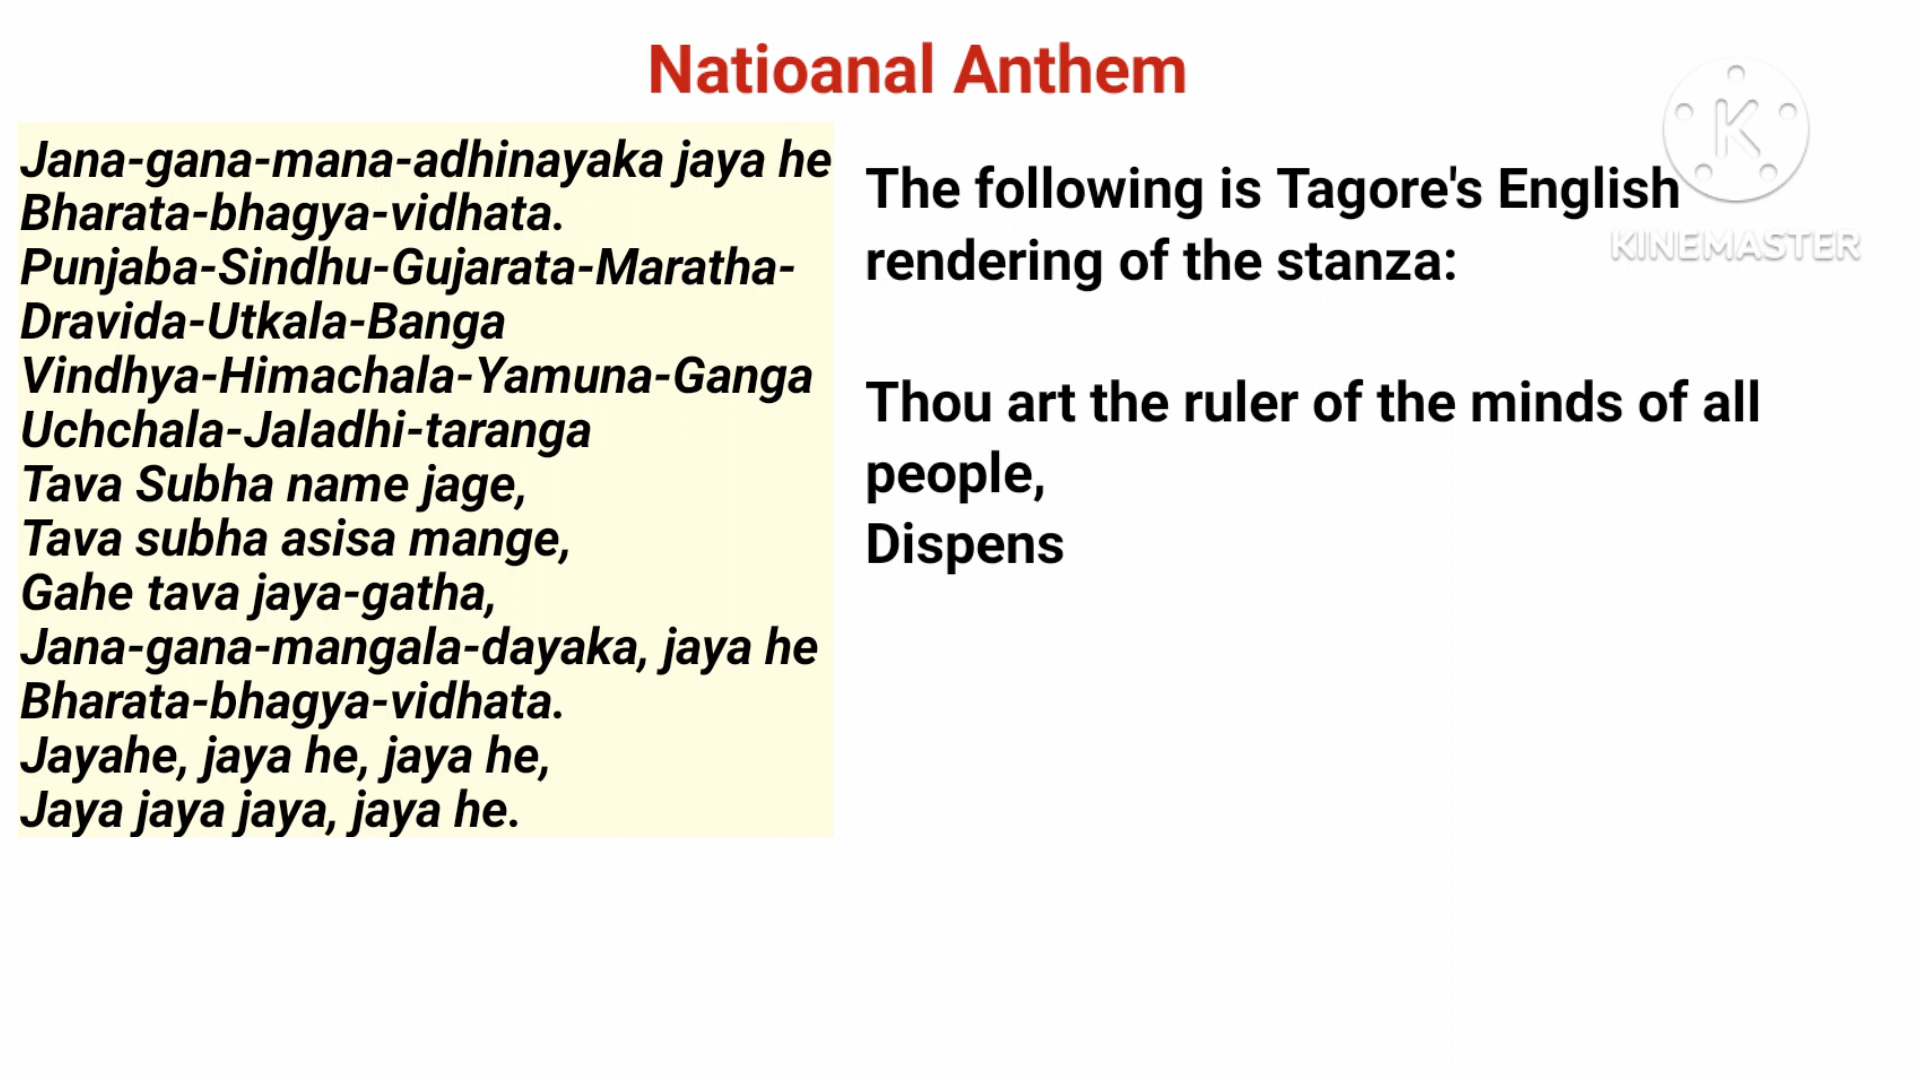 Natioanal Anthem
Jana-gana-mana-adhinayaka jaya he
Bharata-bhagya-vidhata.
Punjaba-Sindhu-Gujarata-Maratha-
Dravida-Utkala-Banga
Vindhya-Himachala-Yamuna-Ganga
Uchchala-Jaladhi-taranga
Tava Subha name jage,
Tava subha asisa mange,
Gahe tava jaya-gatha,
Jana-gana-mangala-dayaka, jaya he
Bharata-bhagya-vidhata.
Jayahe, jaya he, jaya he,
Jaya jaya jaya, jaya he.
The following is Tagore's English
rendering of the stanza:
Thou art the ruler of the minds of all
people,
Dispens
K
KINEMASTER